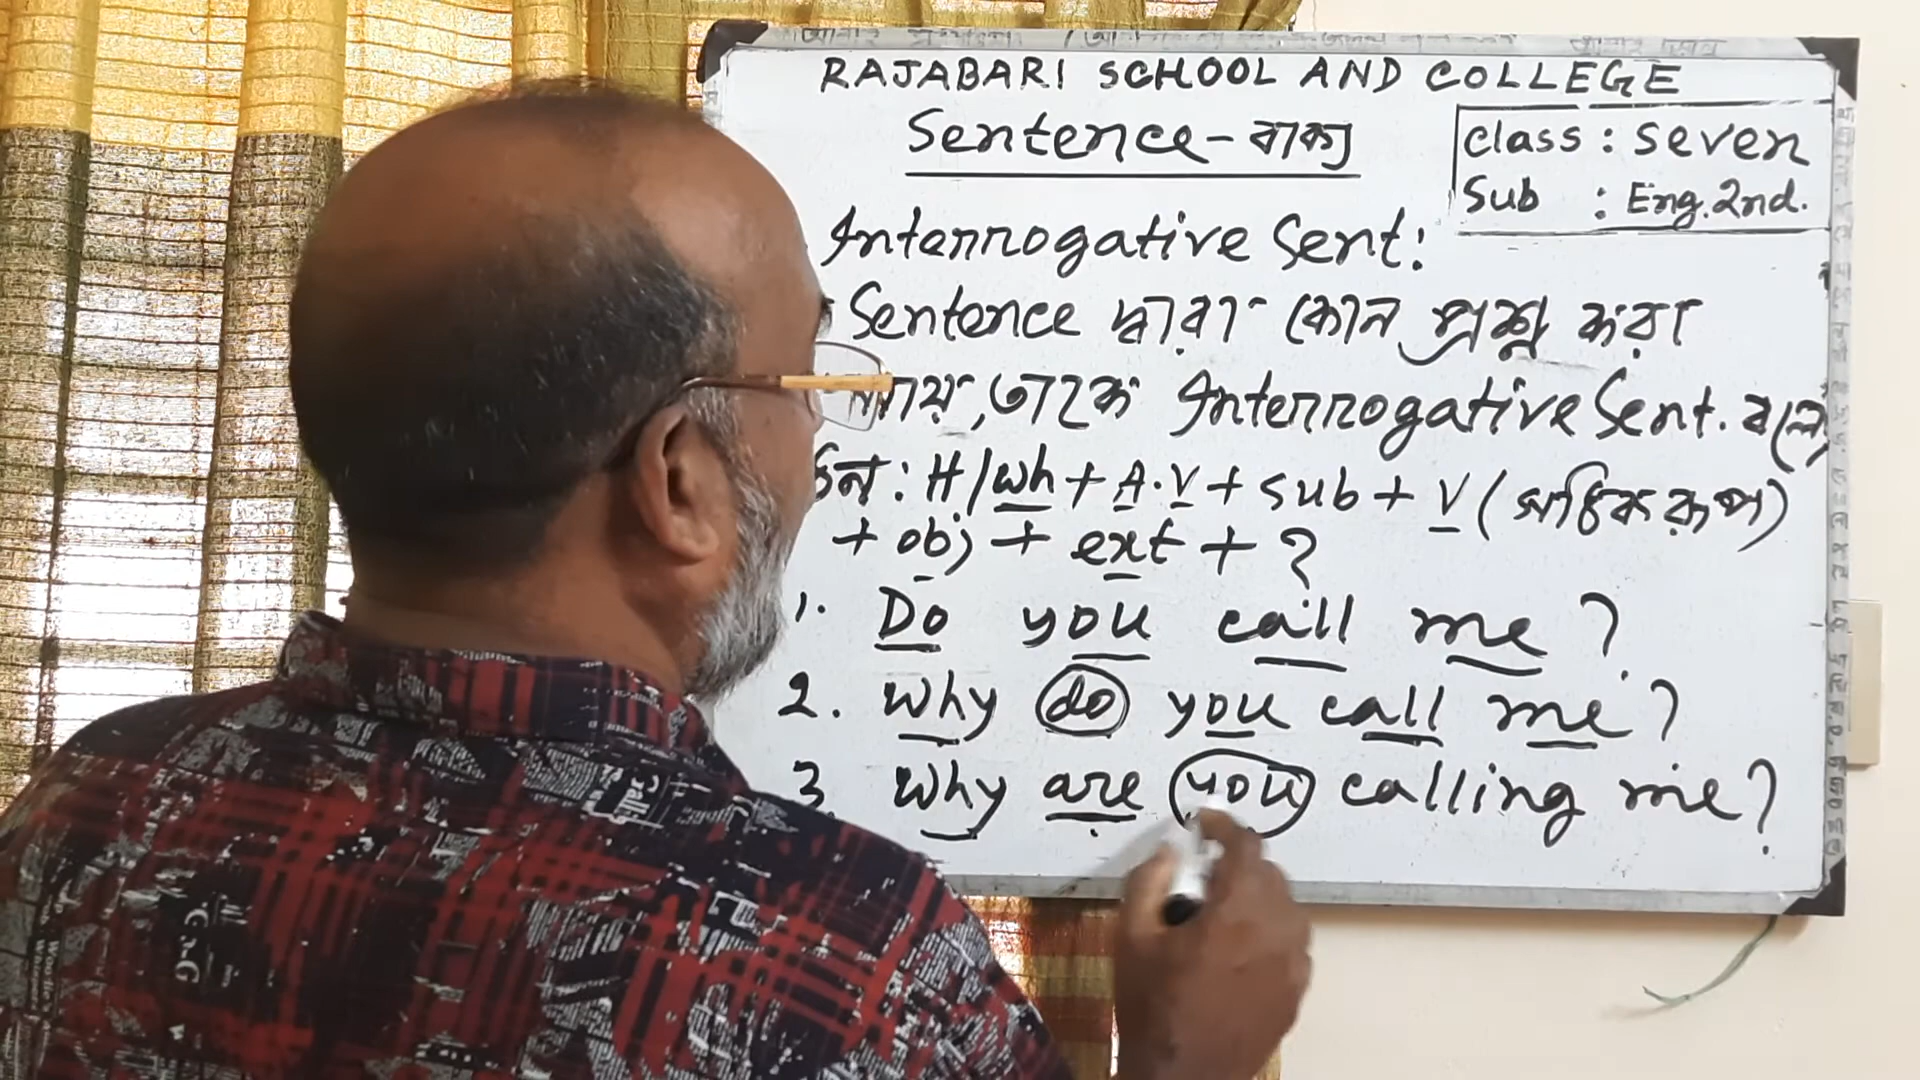 RAJABARI SCHOOL AND COLLEGE
Sentence - বাক্য
Class : Seven
Sub : Eng. 2nd.
Interrogative Sent:
Sentence দ্বারা কোন প্রশ্ন করা
যায়, তাকে Interrogative Sent. বলে
: H/Wh + A.V + Sub + V (সঠিক রূপ)
+ obj + ext + ?
1. Do you call me?
2. Why do you call me?
3. Why are you calling me?